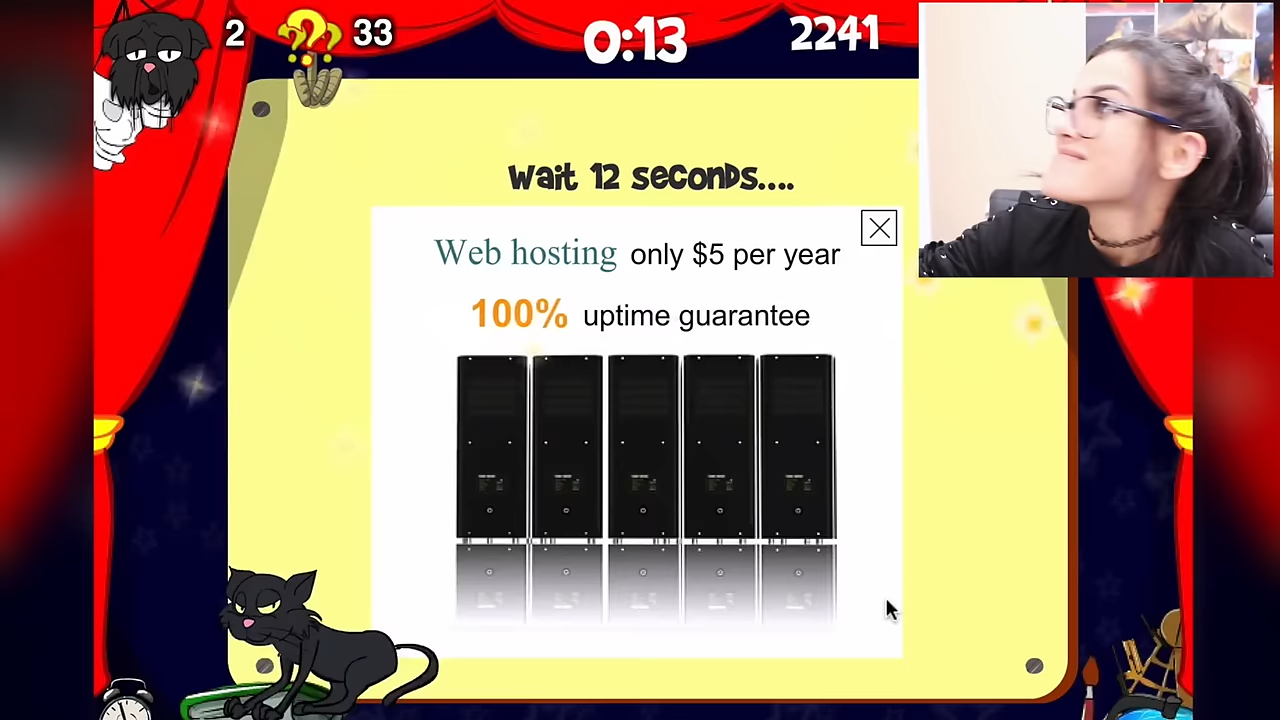 2
???
33
0:13
2241
Wait 12 seconds....
Web hosting only $5 per year
100% uptime guarantee